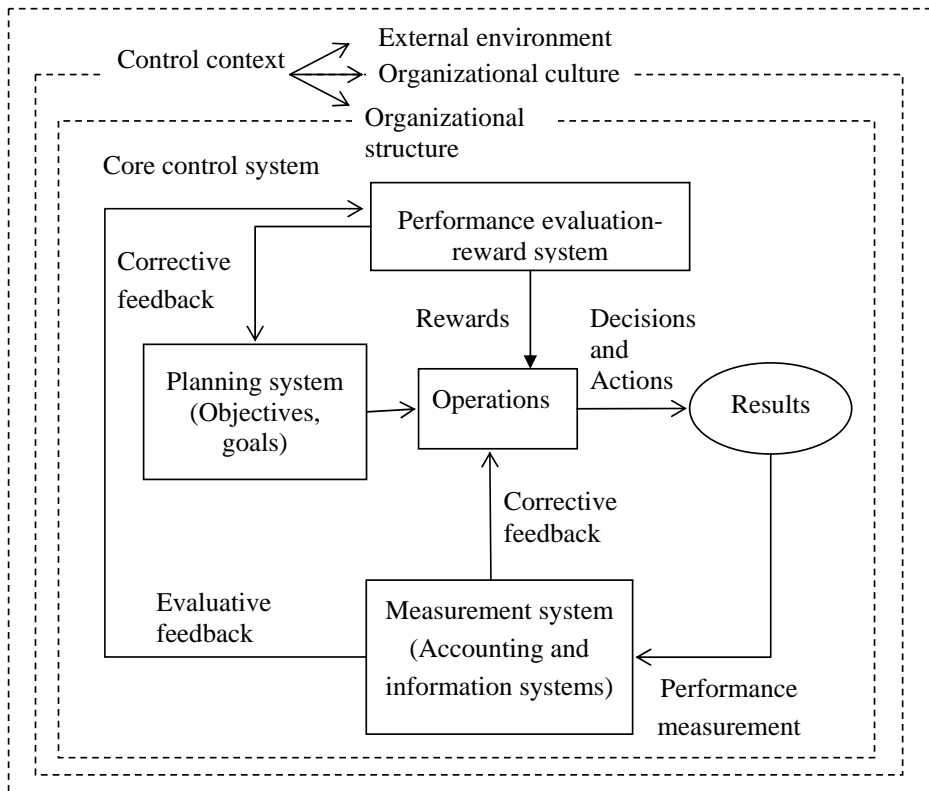 Control context
External environment
Organizational culture
Organizational
structure
Core control system
Performance evaluation-
reward system
Corrective
feedback
Rewards
Decisions
and
Actions
Planning system
(Objectives,
goals)
Operations
Results
Corrective
feedback
Evaluative
feedback
Measurement system
(Accounting and
information systems)
Performance
measurement